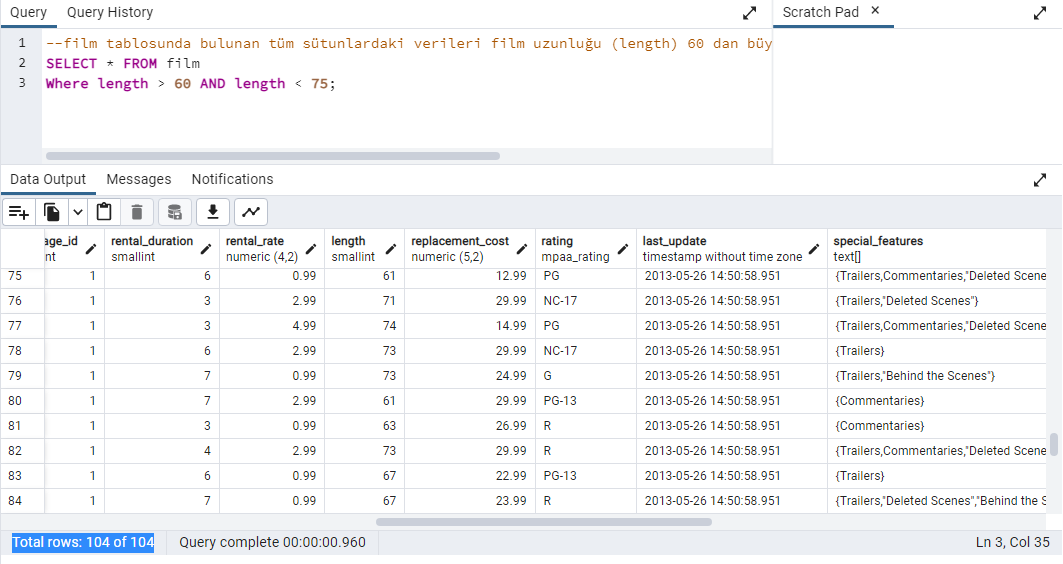 Query Query History Scratch Pad ×
1 --film tablosunda bulunan tüm sütunlardaki verileri film uzunluğu (length) 60 dan büy
2 SELECT * FROM film
3 Where length > 60 AND length < 75;
Data Output Messages Notifications
age_id rental_duration rental_rate length replacement_cost rating last_update special_features
nt smallint numeric (4,2) smallint numeric (5,2) mpaa_rating timestamp without time zone text[]
75 1 6 0.99 61 12.99 PG 2013-05-26 14:50:58.951 {Trailers,Commentaries,"Deleted Scene
76 1 3 2.99 71 29.99 NC-17 2013-05-26 14:50:58.951 {Trailers,"Deleted Scenes"}
77 1 3 4.99 74 14.99 PG 2013-05-26 14:50:58.951 {Trailers,Commentaries,"Deleted Scene
78 1 6 2.99 73 29.99 NC-17 2013-05-26 14:50:58.951 {Trailers}
79 1 7 0.99 73 24.99 G 2013-05-26 14:50:58.951 {Trailers,"Behind the Scenes"}
80 1 7 2.99 61 29.99 PG-13 2013-05-26 14:50:58.951 {Commentaries}
81 1 3 0.99 63 26.99 R 2013-05-26 14:50:58.951 {Commentaries}
82 1 4 2.99 73 29.99 R 2013-05-26 14:50:58.951 {Trailers,Commentaries,"Deleted Scene
83 1 6 0.99 67 22.99 PG-13 2013-05-26 14:50:58.951 {Trailers}
84 1 7 0.99 67 23.99 R 2013-05-26 14:50:58.951 {Trailers,"Deleted Scenes","Behind the S
Total rows: 104 of 104 Query complete 00:00:00.960 Ln 3, Col 35